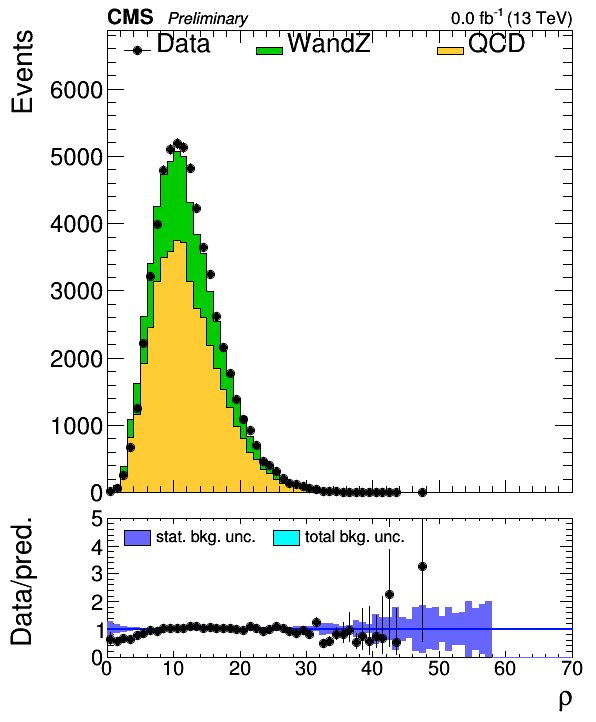 CMS Preliminary 0.0 fb⁻¹ (13 TeV)
Events
Data WandZ QCD
6000
5000
4000
3000
2000
1000
0
Data/pred.
stat. bkg. unc. total bkg. unc.
5
4
3
2
1
0
0 10 20 30 40 50 60 70
ρ